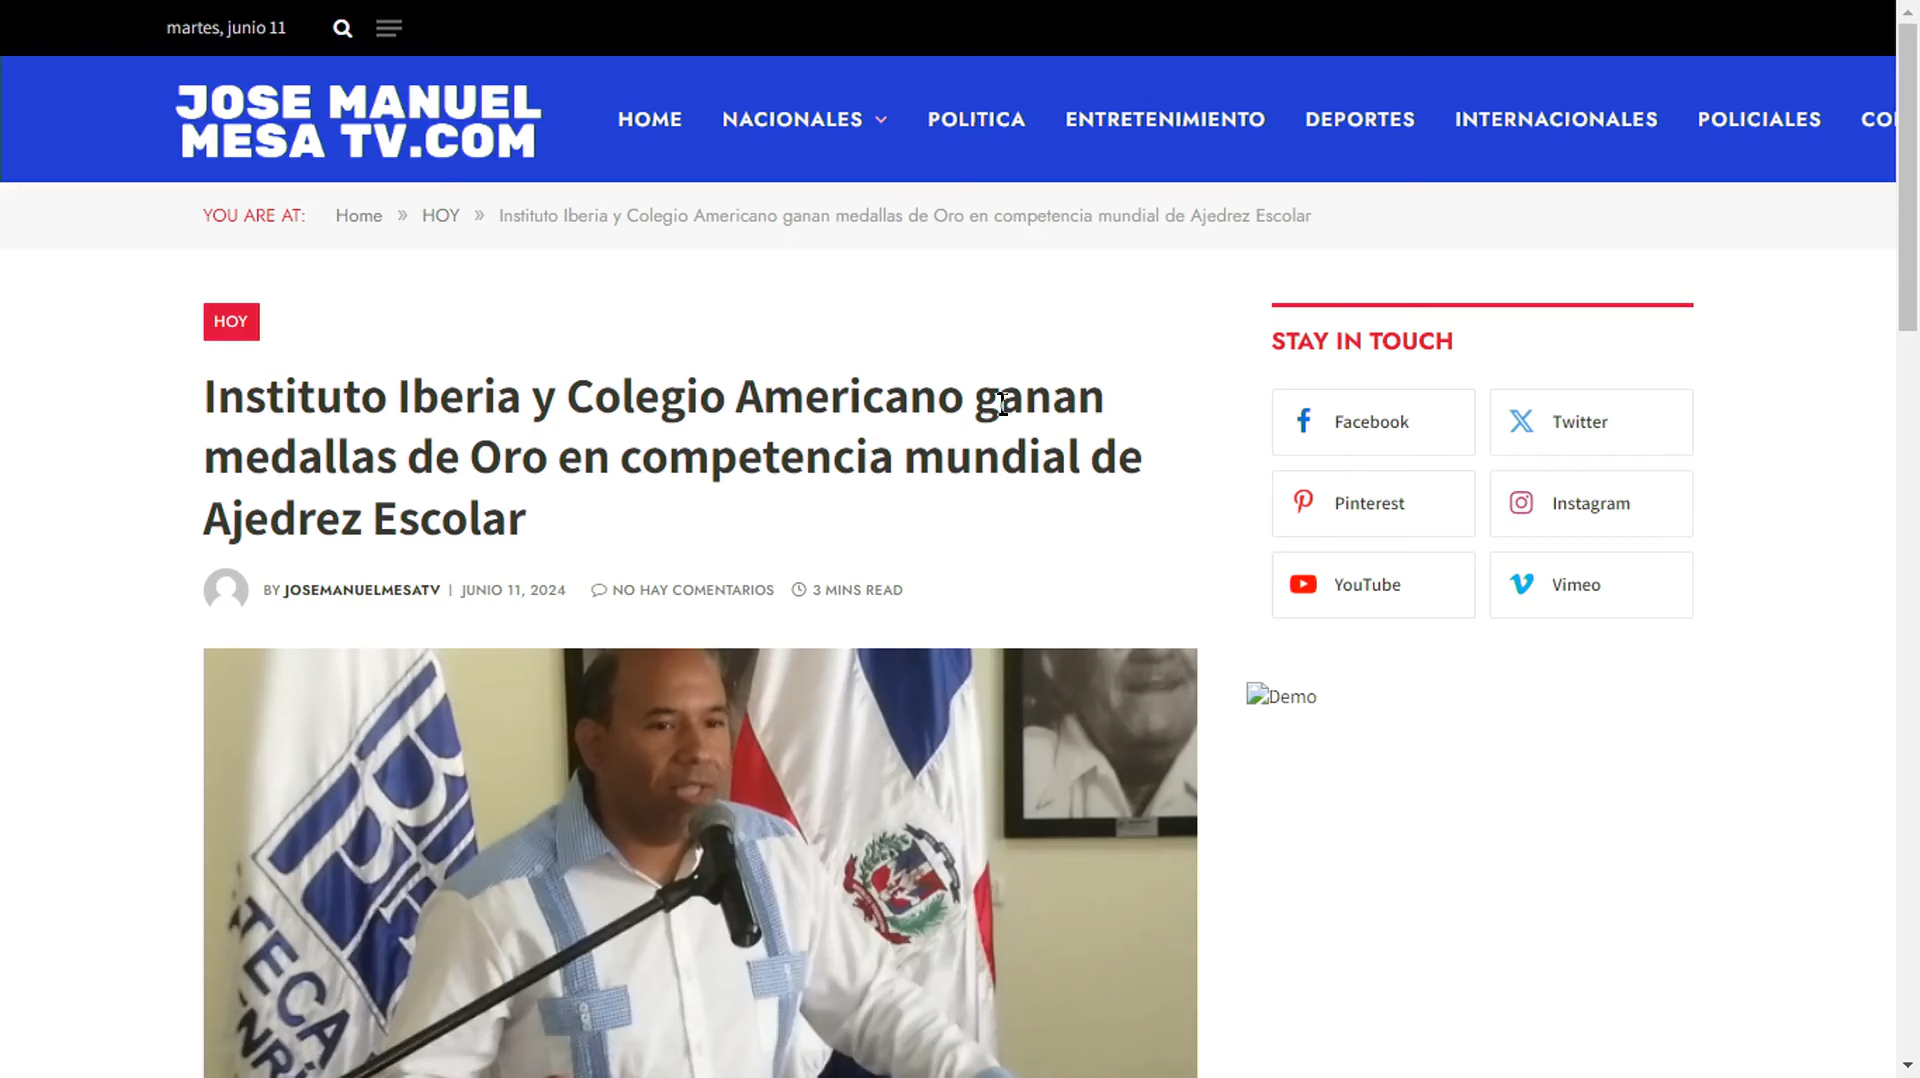 martes, junio 11
JOSE MANUEL
MESA TV.COM
HOME NACIONALES POLITICA ENTRETENIMIENTO DEPORTES INTERNACIONALES POLICIALES CO
YOU ARE AT: Home » HOY » Instituto Iberia y Colegio Americano ganan medallas de Oro en competencia mundial de Ajedrez Escolar
HOY
Instituto Iberia y Colegio Americano ganan
medallas de Oro en competencia mundial de
Ajedrez Escolar
BY JOSEMANUELMESATV | JUNIO 11, 2024 NO HAY COMENTARIOS 3 MINS READ
STAY IN TOUCH
Facebook Twitter
Pinterest Instagram
YouTube Vimeo
Demo